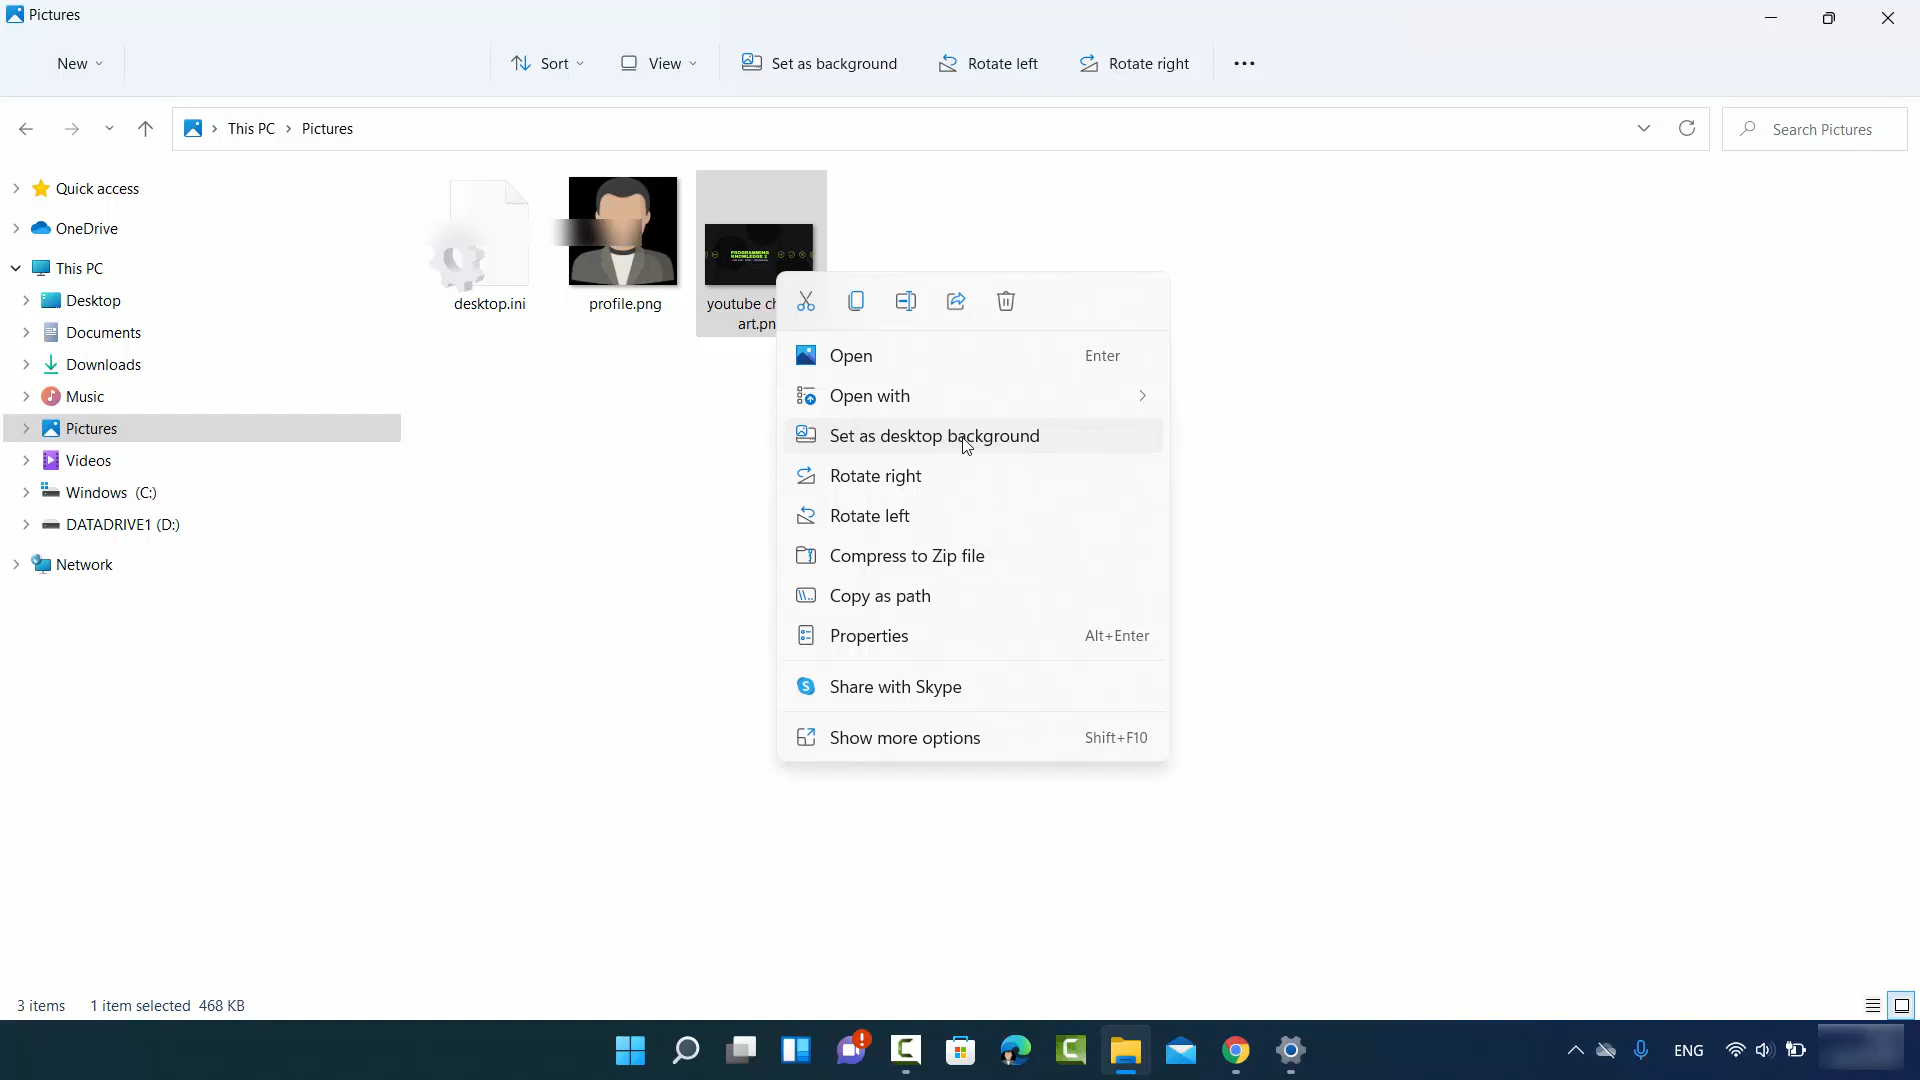 Pictures
New
Sort
View
Set as background
Rotate left
Rotate right
This PC
Pictures
Search Pictures
Quick access
OneDrive
This PC
Desktop
Documents
Downloads
Music
Pictures
Videos
Windows (C:)
DATADRIVE1 (D:)
Network
desktop.ini
profile.png
PROGRAMMING
KNOWLEDGE 2
youtube ch
art.pn
Open Enter
Open with
Set as desktop background
Rotate right
Rotate left
Compress to Zip file
Copy as path
Properties Alt+Enter
Share with Skype
Show more options Shift+F10
3 items 1 item selected 468 KB
ENG